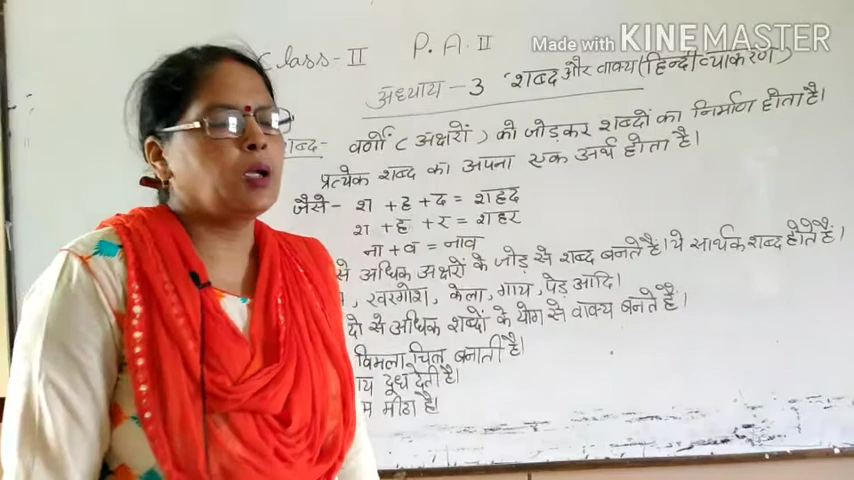 Made with KINEMASTER
Class-II P.A. II
अध्याय - 3 शब्द और वाक्य (हिन्दी व्याकरण)
शब्द - वर्णों (अक्षरों) को जोड़कर शब्दों का निर्माण होता है।
प्रत्येक शब्द का अपना एक अर्थ होता है।
जैसे - श + ह + द = शहद
श + ह + र = शहर
ना + व = नाव
से अधिक अक्षरों के जोड़ से शब्द बनते है। ये सार्थक शब्द होते है।
, खरगोश, केला, गाय, पेड़ आदि।
दो से अधिक शब्दों के योग से वाक्य बनते है।
विमला चित्र बनाती है।
दूध देती है।
मीठा है।